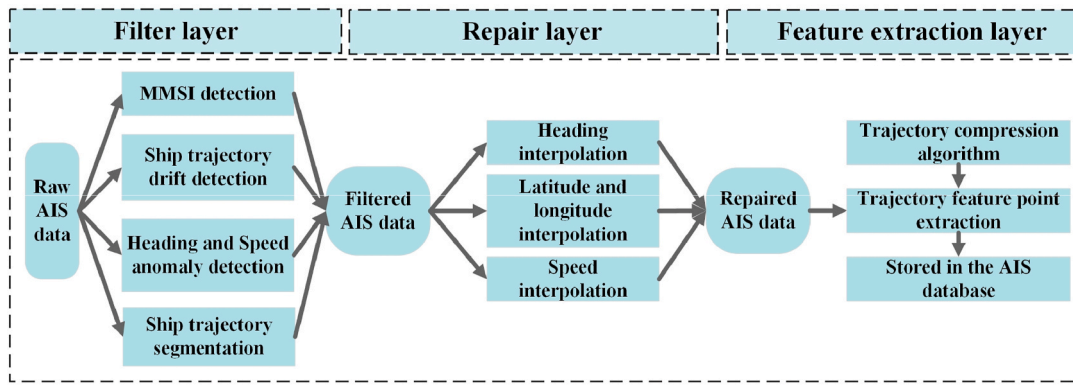 Filter layer
Repair layer
Feature extraction layer
Raw
AIS
data
MMSI detection
Ship trajectory
drift detection
Heading and Speed
anomaly detection
Ship trajectory
segmentation
Filtered
AIS data
Heading
interpolation
Latitude and
longitude
interpolation
Speed
interpolation
Repaired
AIS data
Trajectory compression
algorithm
Trajectory feature point
extraction
Stored in the AIS
database